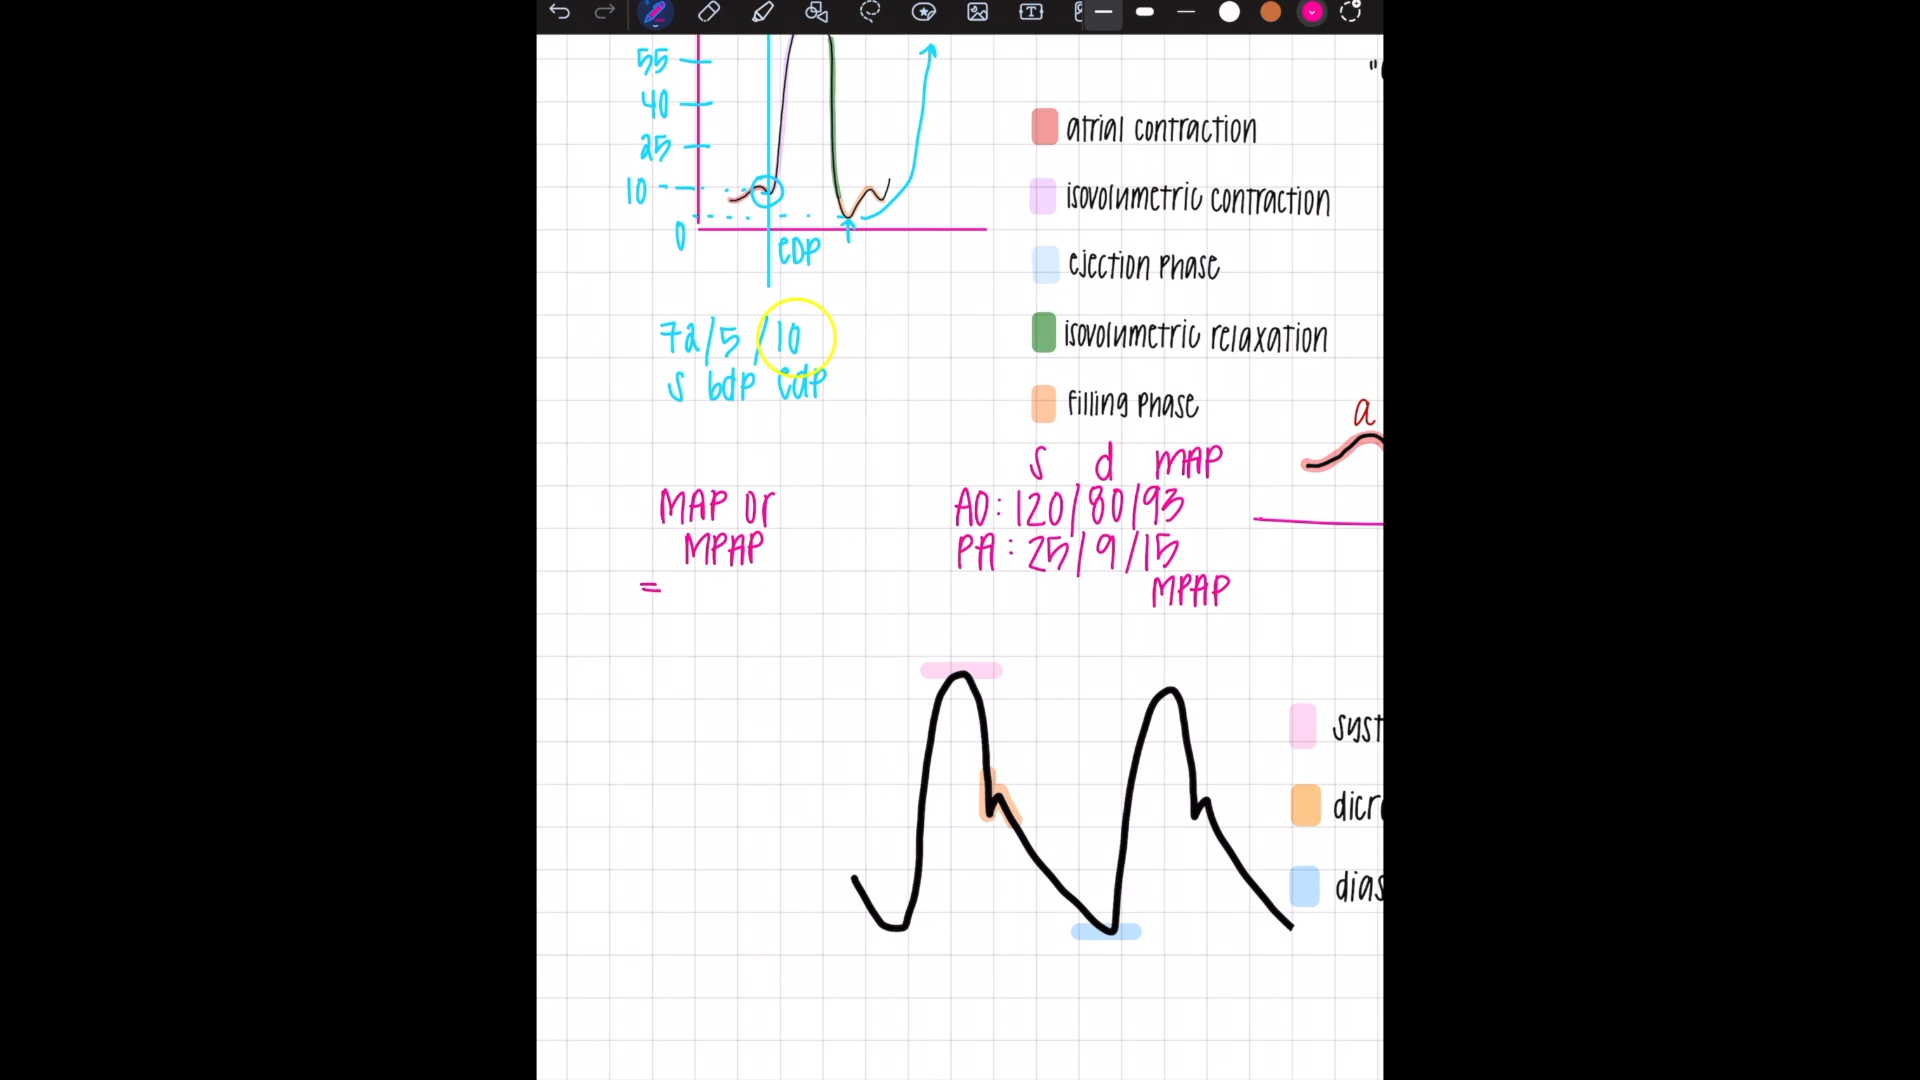 55
40
25
10
0
EDP
72/5/10
S bdp edp
atrial contraction
isovolumetric contraction
ejection phase
isovolumetric relaxation
filling phase
a
MAP or
MPAP
=
S d MAP
AO: 120/80/93
PA: 25/9/15
MPAP
syst
dicr
dias
T